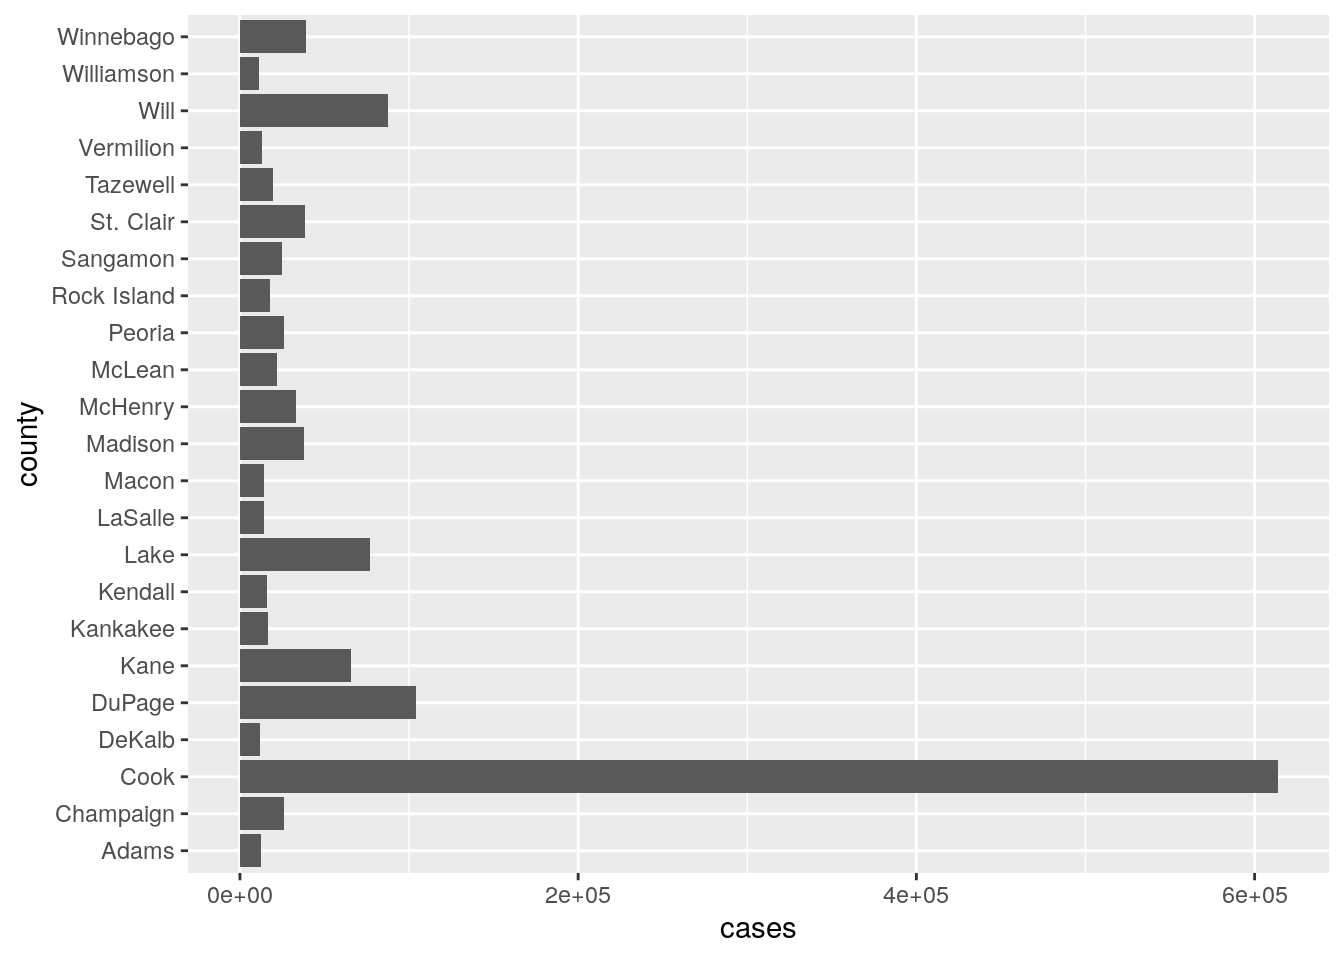 Winnebago
Williamson
Will
Vermilion
Tazewell
St. Clair
Sangamon
Rock Island
Peoria
McLean
McHenry
Madison
Macon
LaSalle
Lake
Kendall
Kankakee
Kane
DuPage
DeKalb
Cook
Champaign
Adams
county
0e+00 2e+05 4e+05 6e+05
cases